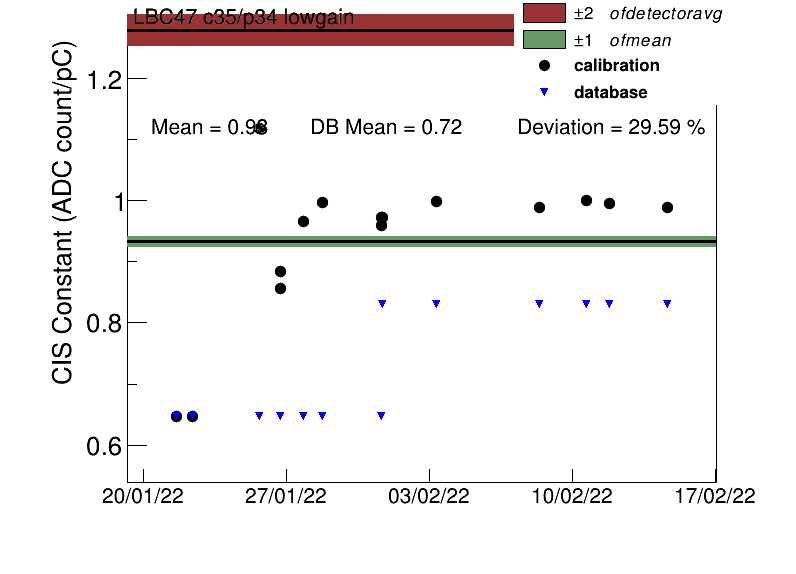 LBC47 c35/p34 lowgain
±2 ofdetectoravg
±1 ofmean
calibration
database
Mean = 0.93 DB Mean = 0.72 Deviation = 29.59 %
CIS Constant (ADC count/pC)
1.2
1
0.8
0.6
20/01/22 27/01/22 03/02/22 10/02/22 17/02/22